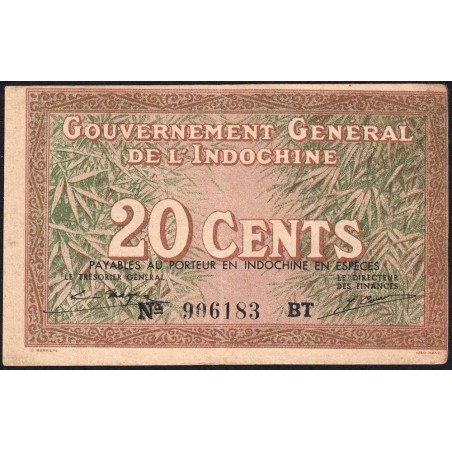 GOUVERNEMENT GÉNÉRAL
DE L'INDOCHINE
20 CENTS
PAYABLES AU PORTEUR EN INDOCHINE EN ESPÈCES
LE TRÉSORIER GÉNÉRAL
LE DIRECTEUR
DES FINANCES
No 906183 BT